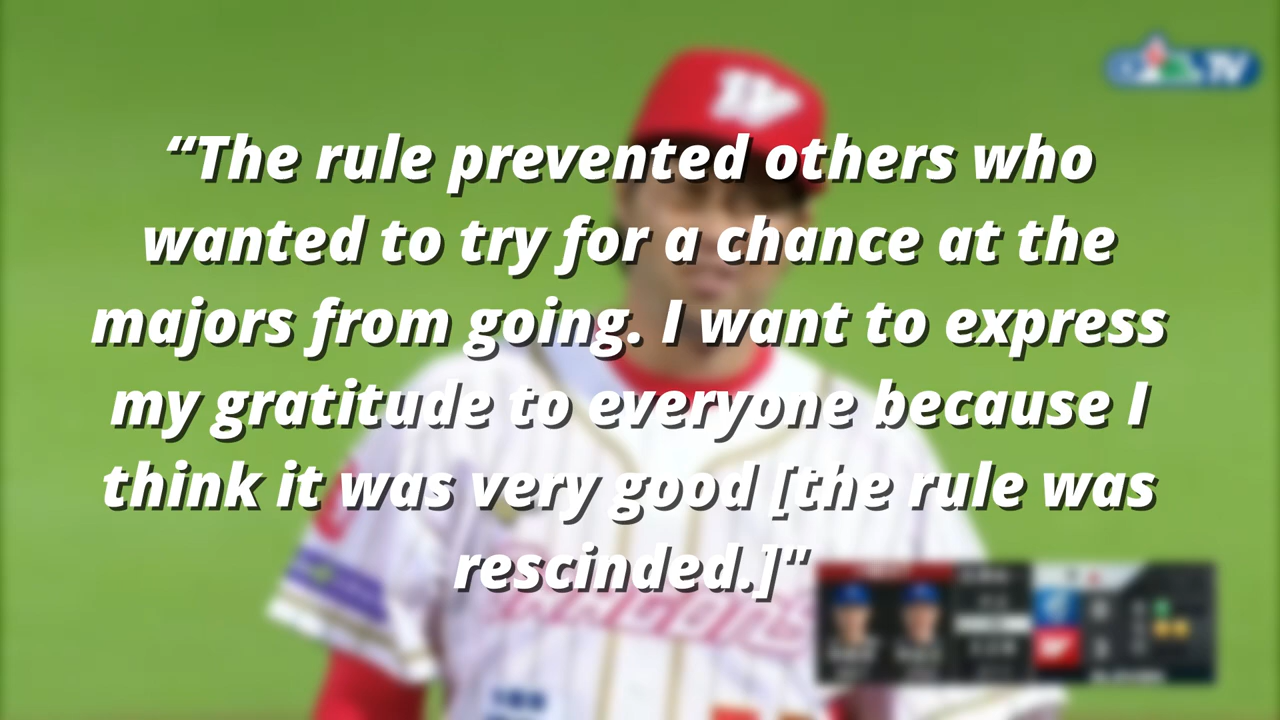 “The rule prevented others who
wanted to try for a chance at the
majors from going. I want to express
my gratitude to everyone because I
think it was very good [the rule was
rescinded.]“
TV
W